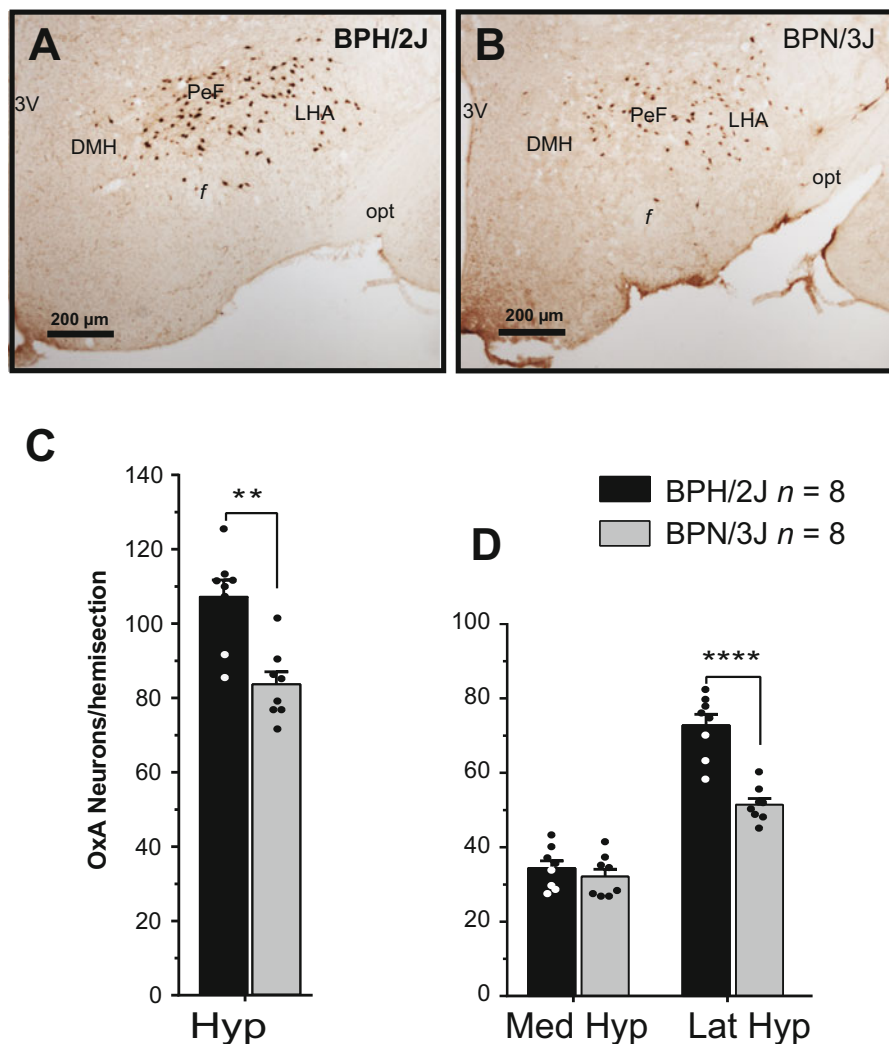 A
BPH/2J
3V
PeF
LHA
DMH
f
opt
200 µm
B
BPN/3J
PeF
LHA
DMH
opt
f
200 µm
C
OxA Neurons/hemisection
140
120
100
80
60
40
20
0
**
Hyp
BPH/2J n = 8
BPN/3J n = 8
D
100
80
60
40
20
0
****
Med Hyp
Lat Hyp